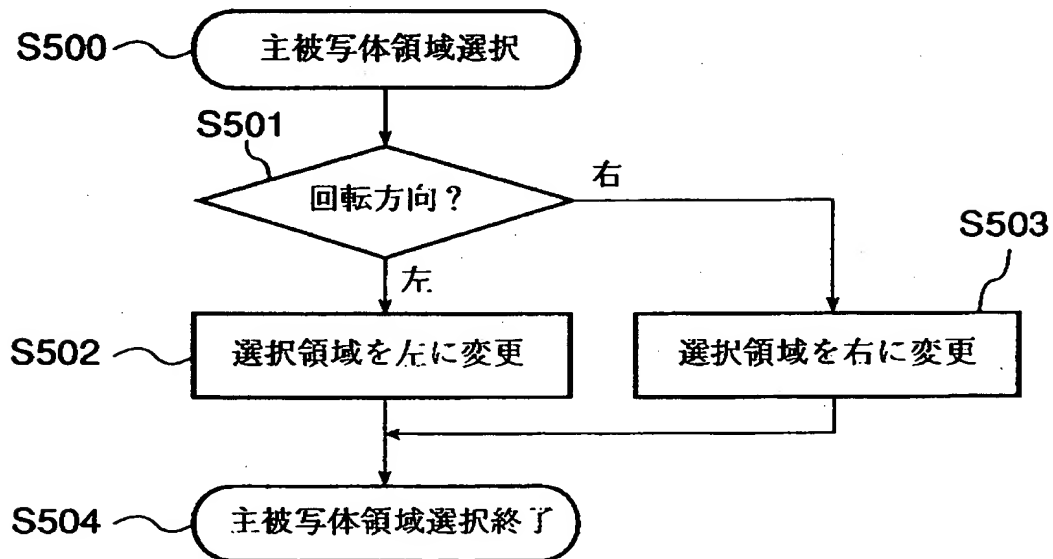 S500
主被写体領域選択
S501
回転方向？
右
S503
左
S502
選択領域を左に変更
選択領域を右に変更
S504
主被写体領域選択終了